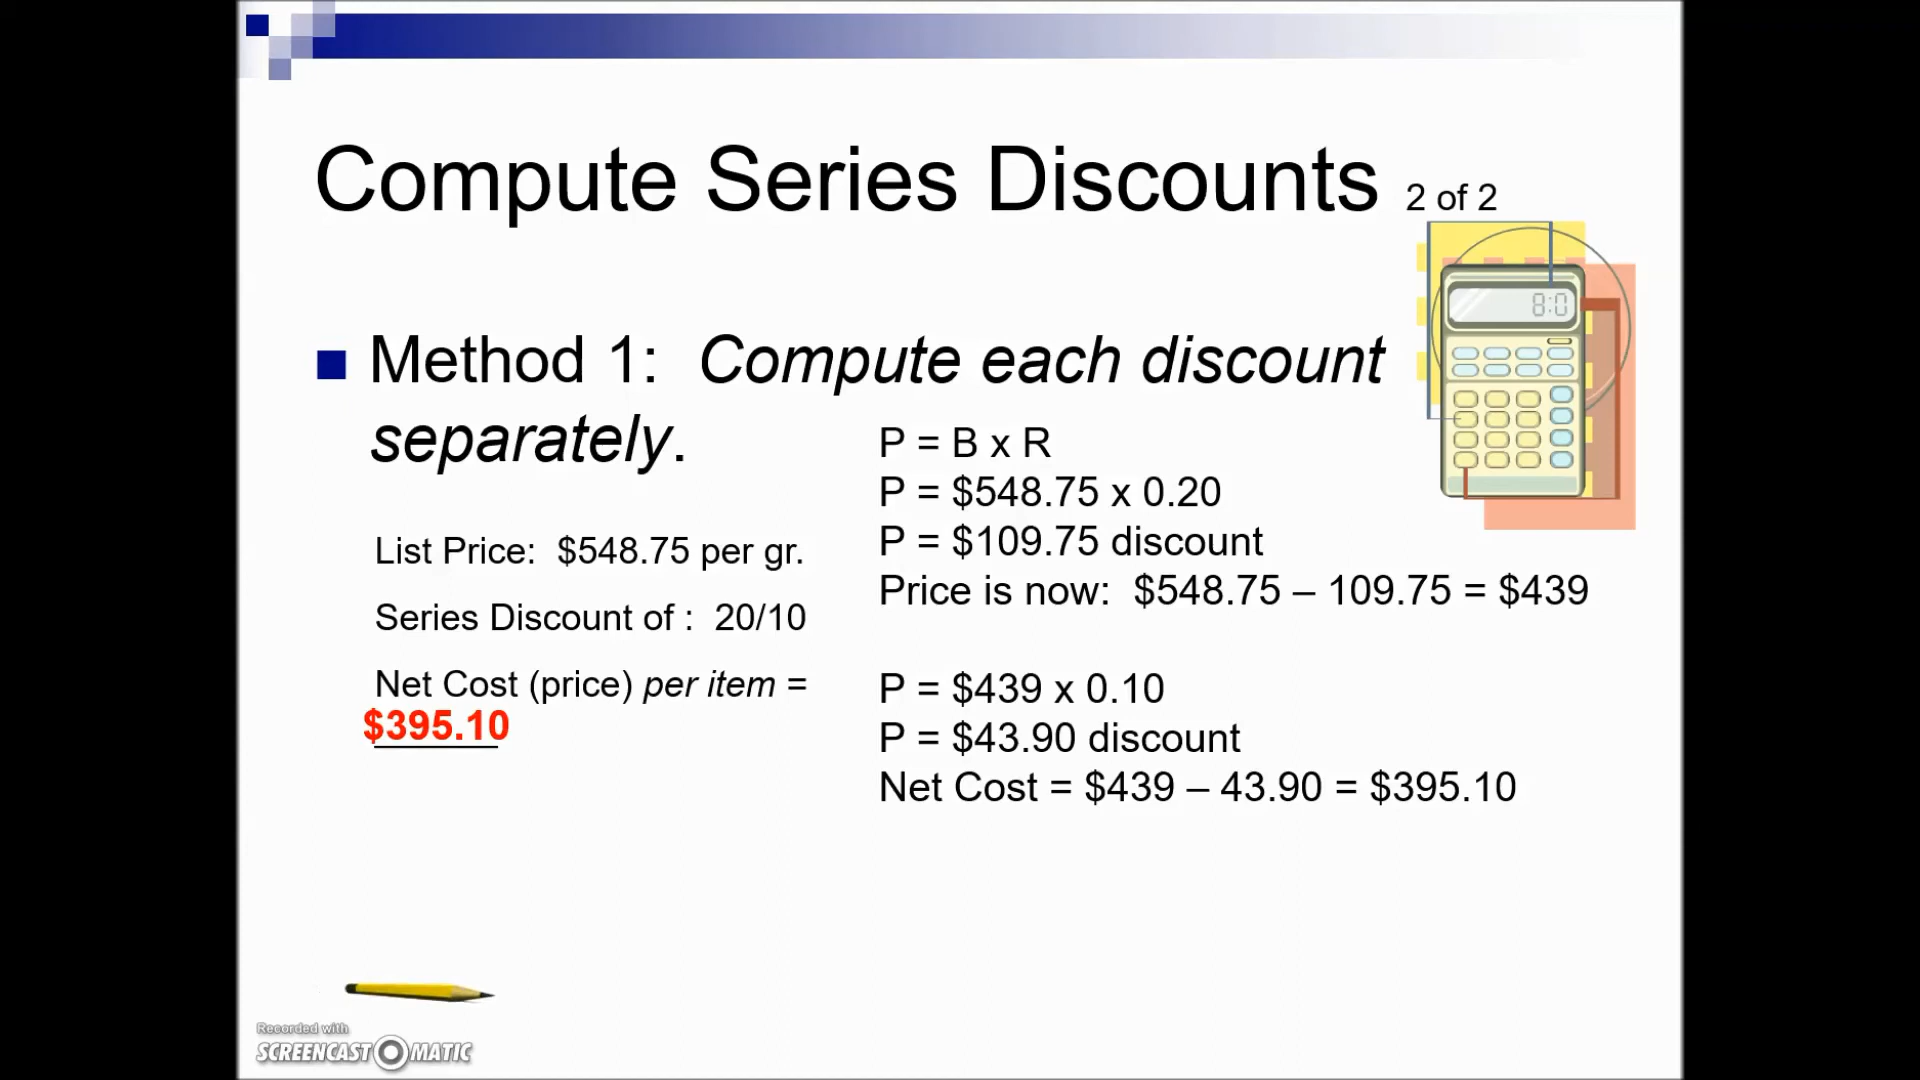 Compute Series Discounts 2 of 2
8:0
Method 1: Compute each discount
separately.
List Price: $548.75 per gr.
Series Discount of : 20/10
Net Cost (price) per item =
$395.10
P = B x R
P = $548.75 x 0.20
P = $109.75 discount
Price is now: $548.75 – 109.75 = $439
P = $439 x 0.10
P = $43.90 discount
Net Cost = $439 – 43.90 = $395.10
Recorded with
SCREENCAST MATIC